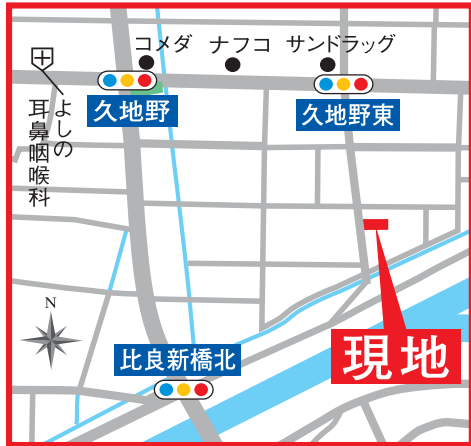 コメダ
ナフコ
サンドラッグ
久地野
久地野東
よしの
耳鼻咽喉科
N
現地
比良新橋北